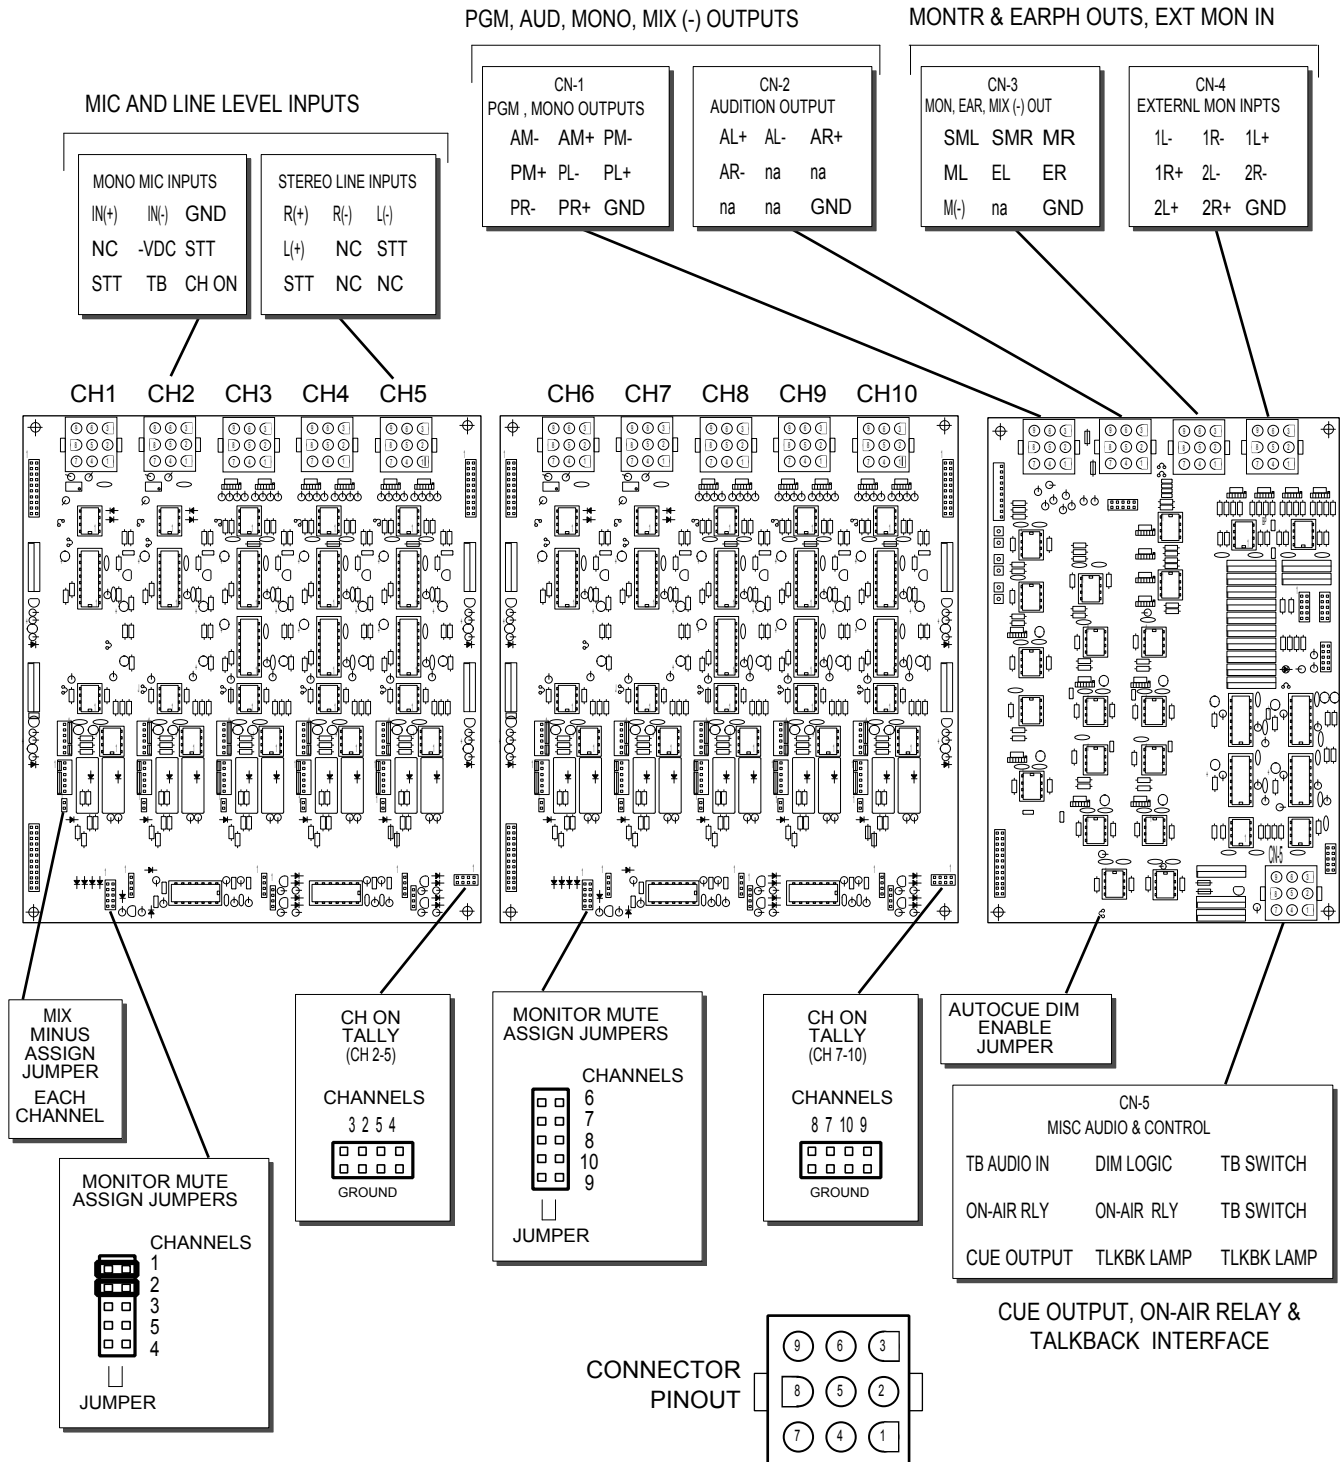 PGM, AUD, MONO, MIX (-) OUTPUTS
MONTR & EARPH OUTS, EXT MON IN
MIC AND LINE LEVEL INPUTS
CN-1
PGM , MONO OUTPUTS
AM- AM+ PM-
PM+ PL- PL+
PR- PR+ GND
CN-2
AUDITION OUTPUT
AL+ AL- AR+
AR- na na
na na GND
CN-3
MON, EAR, MIX (-) OUT
SML SMR MR
ML EL ER
M(-) na GND
CN-4
EXTERNL MON INPTS
1L- 1R- 1L+
1R+ 2L- 2R-
2L+ 2R+ GND
MONO MIC INPUTS
IN(+) IN(-) GND
NC -VDC STT
STT TB CH ON
STEREO LINE INPUTS
R(+) R(-) L(-)
L(+) NC STT
STT NC NC
CH1 CH2 CH3 CH4 CH5
CH6 CH7 CH8 CH9 CH10
CN-5
MIX
MINUS
ASSIGN
JUMPER
EACH
CHANNEL
MONITOR MUTE
ASSIGN JUMPERS
CHANNELS
1
2
3
5
4
JUMPER
CH ON
TALLY
(CH 2-5)
CHANNELS
3 2 5 4
GROUND
MONITOR MUTE
ASSIGN JUMPERS
CHANNELS
6
7
8
10
9
JUMPER
CH ON
TALLY
(CH 7-10)
CHANNELS
8 7 10 9
GROUND
AUTOCUE DIM
ENABLE
JUMPER
CN-5
MISC AUDIO & CONTROL
TB AUDIO IN DIM LOGIC TB SWITCH
ON-AIR RLY ON-AIR RLY TB SWITCH
CUE OUTPUT TLKBK LAMP TLKBK LAMP
CUE OUTPUT, ON-AIR RELAY &
TALKBACK INTERFACE
CONNECTOR
PINOUT
9 6 3
8 5 2
7 4 1